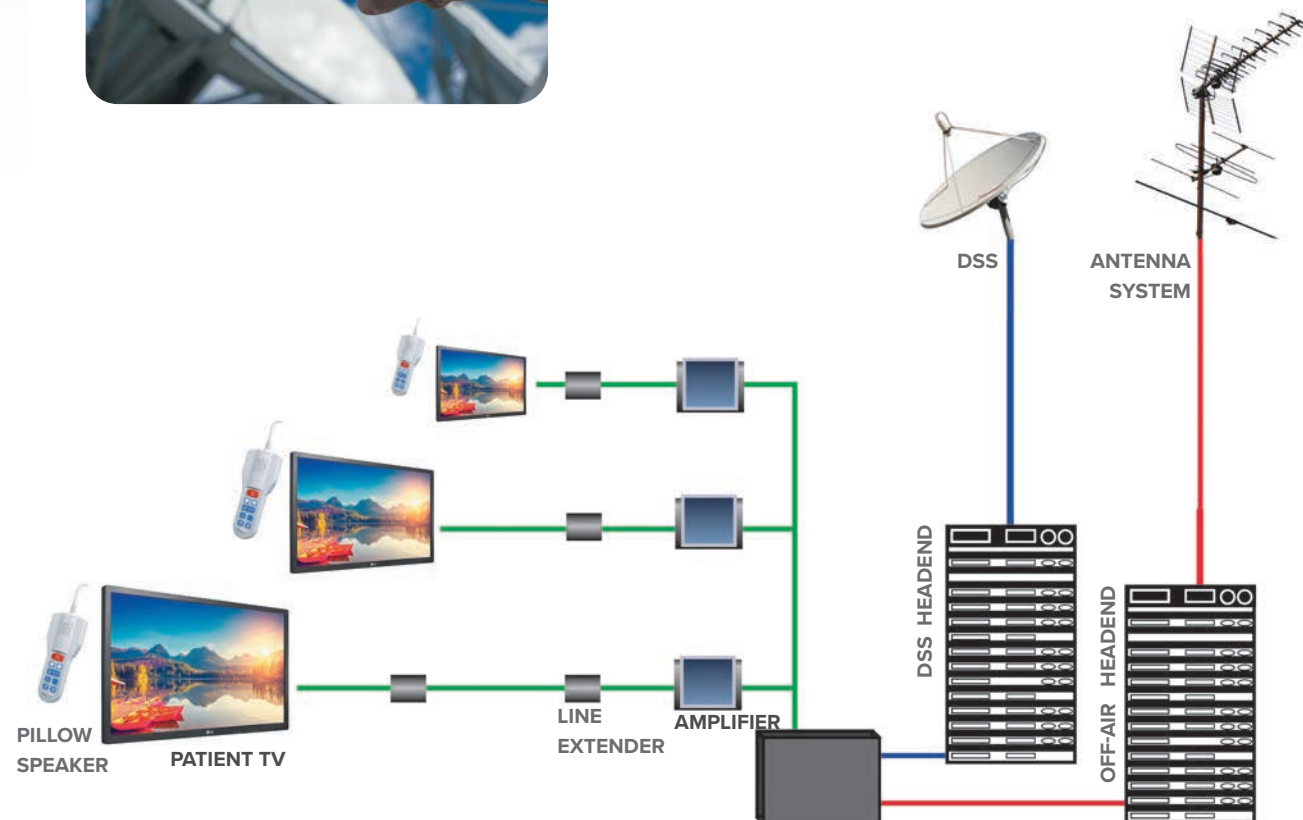 DSS
ANTENNA
SYSTEM
DSS HEADEND
OFF-AIR HEADEND
LINE
EXTENDER
AMPLIFIER
PILLOW
SPEAKER
PATIENT TV